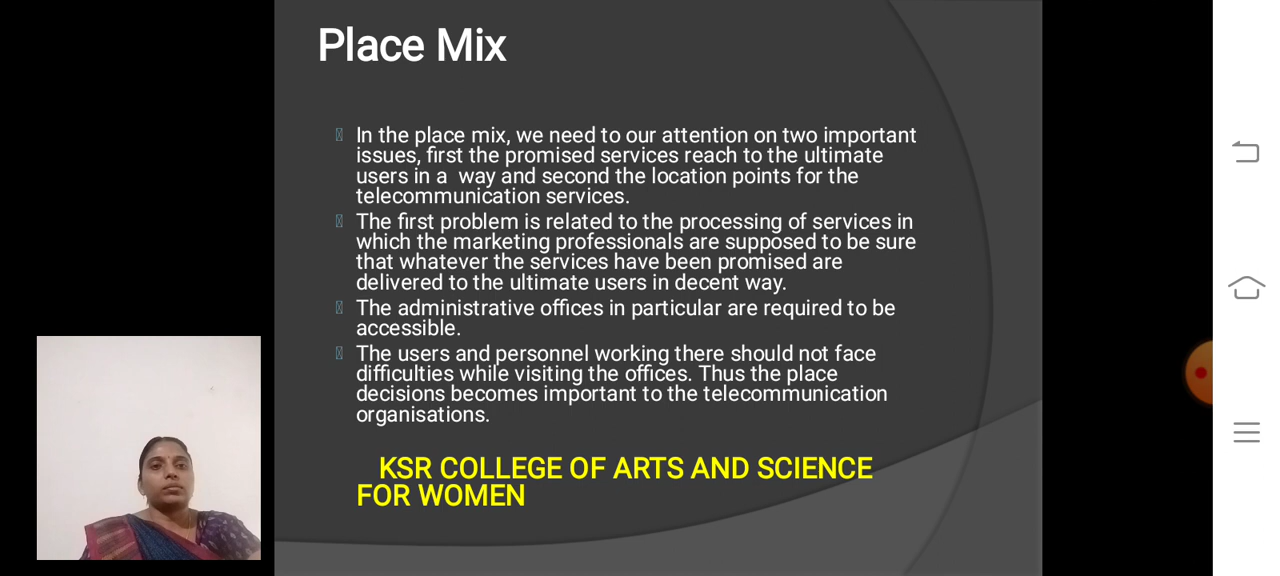 Place Mix
In the place mix, we need to our attention on two important
issues, first the promised services reach to the ultimate
users in a way and second the location points for the
telecommunication services.
The first problem is related to the processing of services in
which the marketing professionals are supposed to be sure
that whatever the services have been promised are
delivered to the ultimate users in decent way.
The administrative offices in particular are required to be
accessible.
The users and personnel working there should not face
difficulties while visiting the offices. Thus the place
decisions becomes important to the telecommunication
organisations.
KSR COLLEGE OF ARTS AND SCIENCE
FOR WOMEN